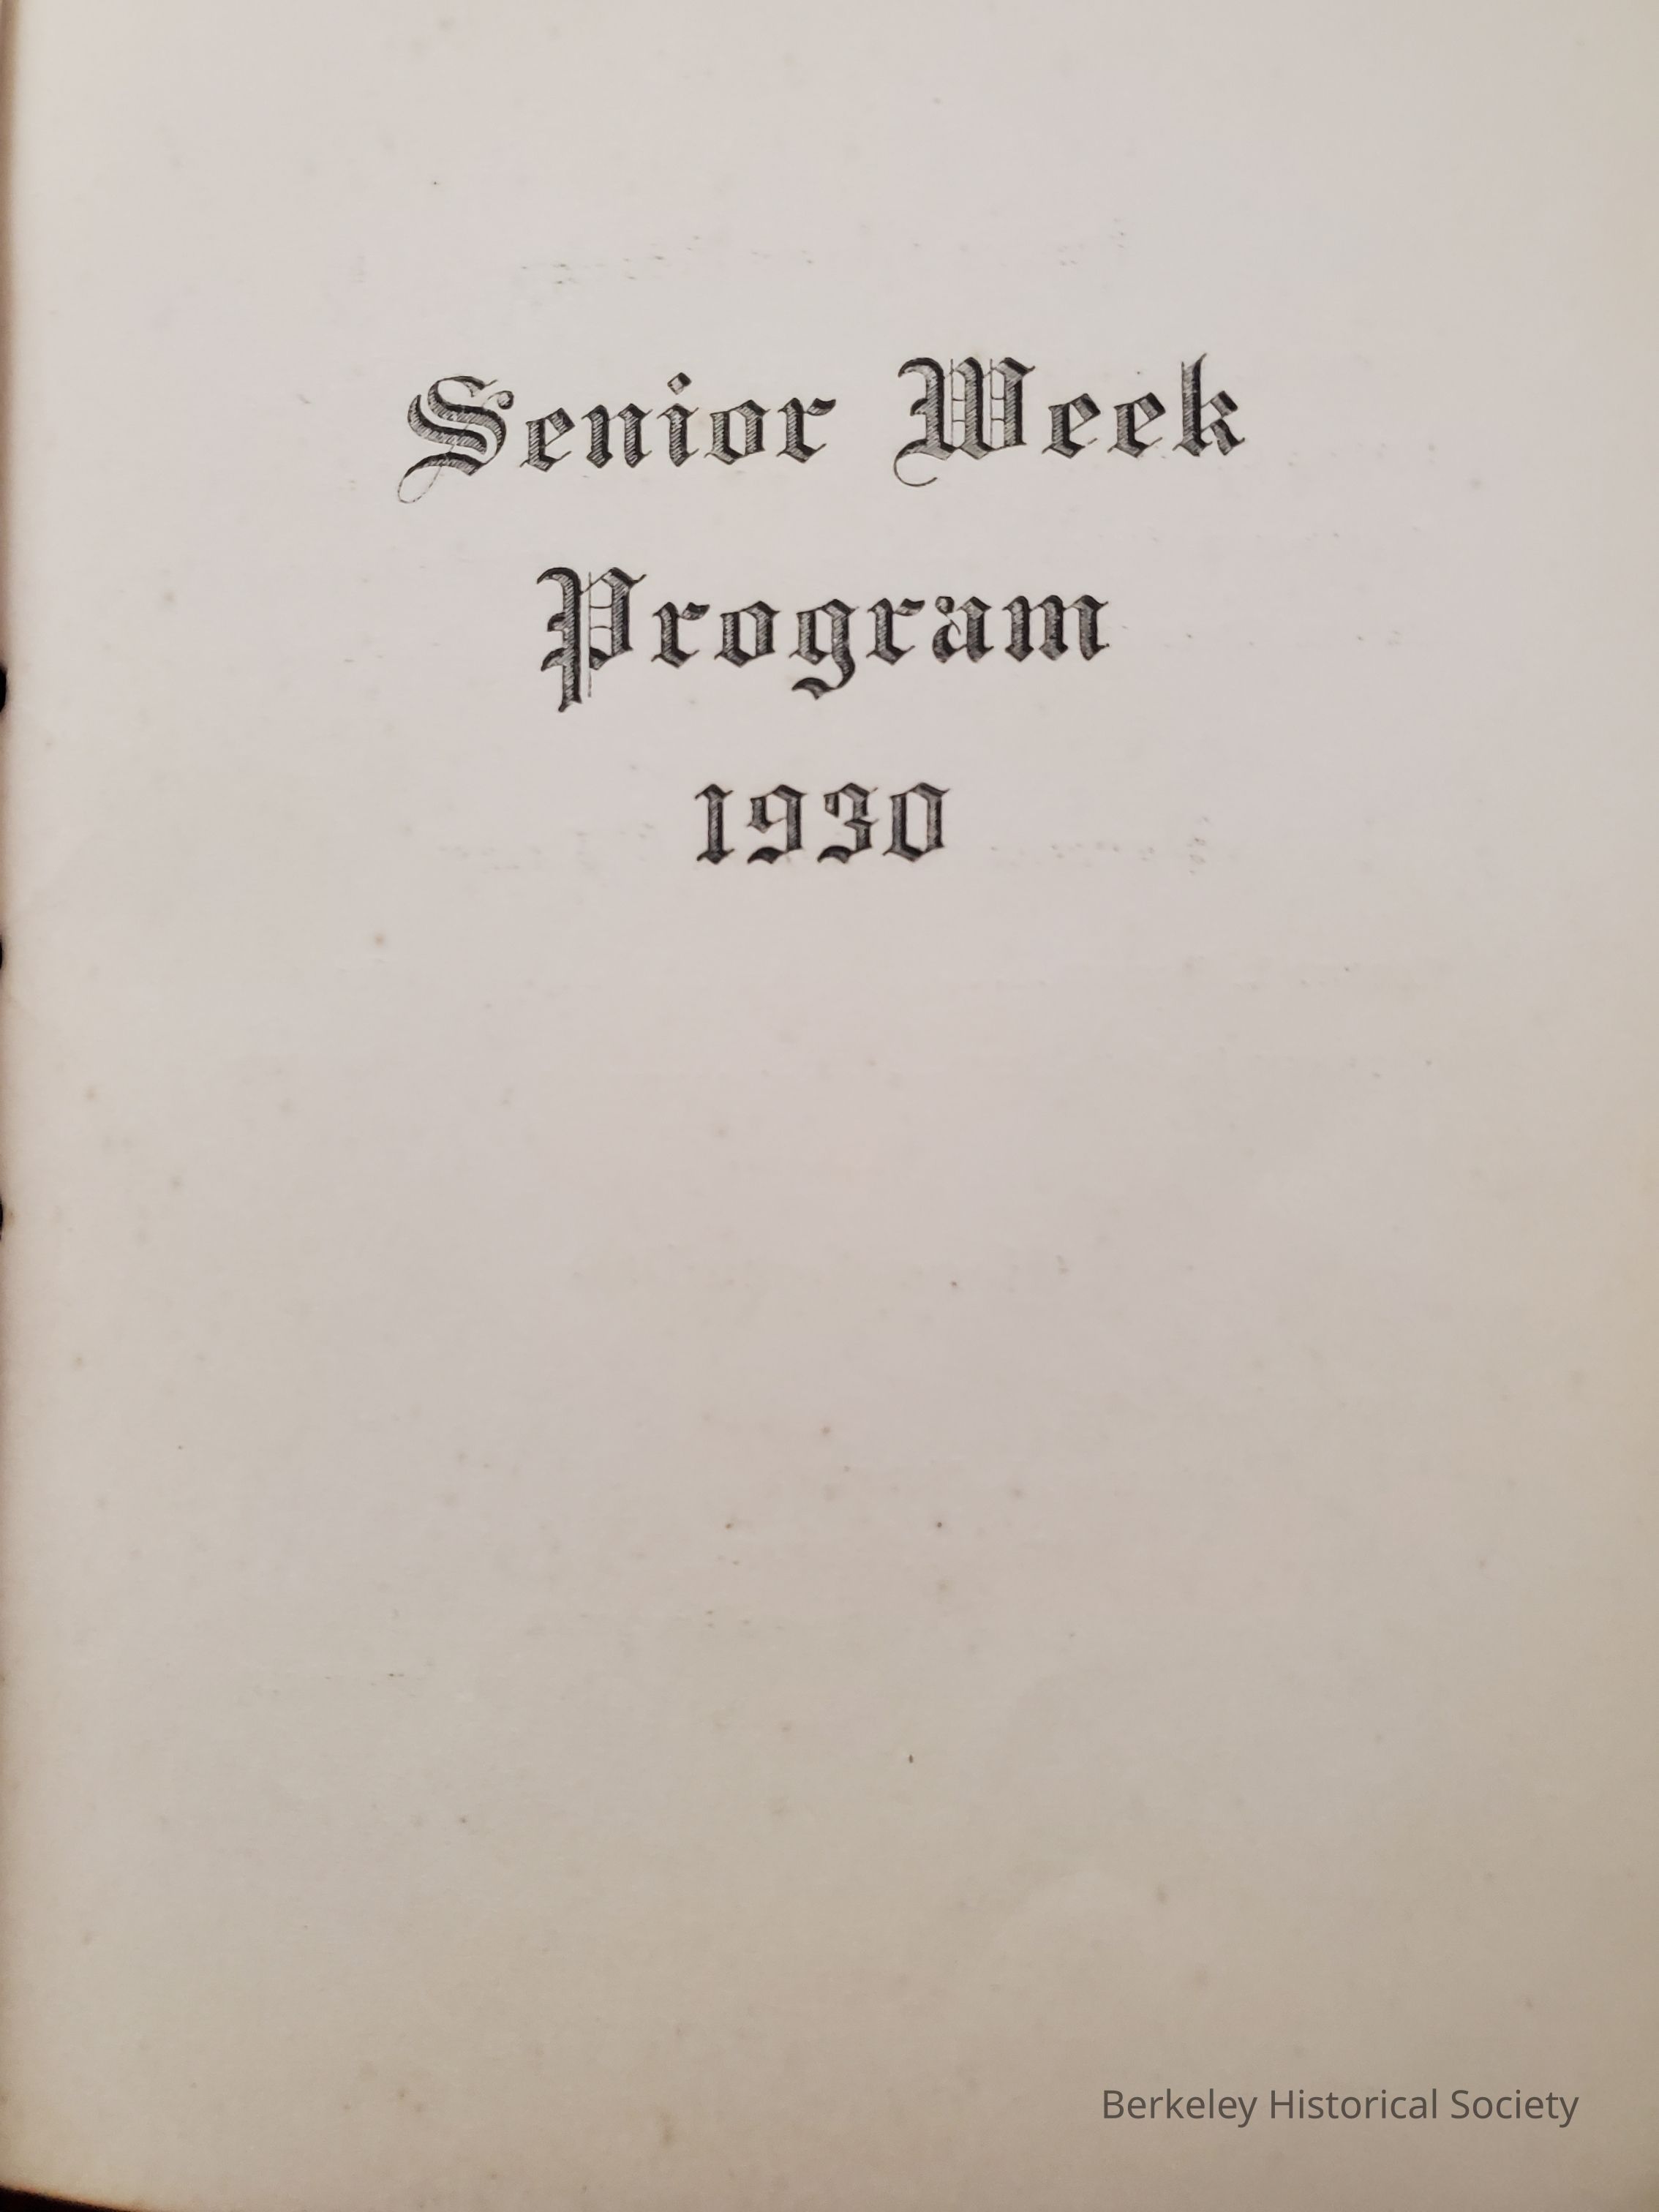 Senior Week
Program
1930
Berkeley Historical Society